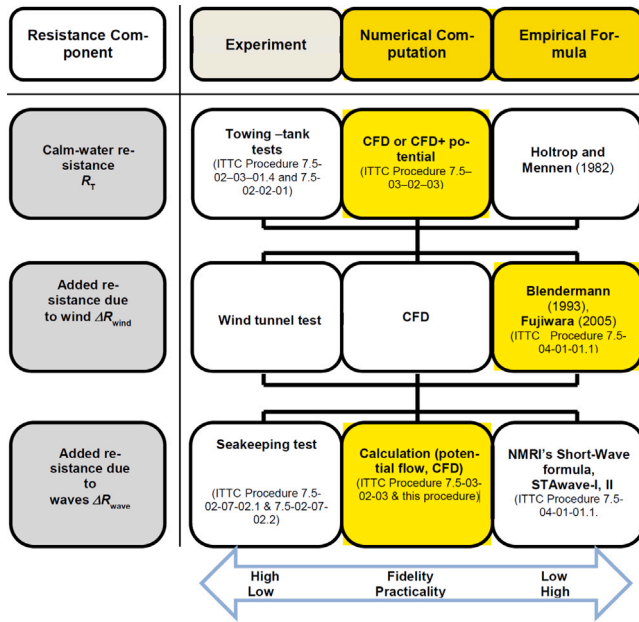 Resistance Com-
ponent
Experiment
Numerical Com-
putation
Empirical For-
mula
Calm-water re-
sistance
R_T
Towing –tank
tests
(ITTC Procedure 7.5-
02–03–01.4 and 7.5-
02-02-01)
CFD or CFD+ po-
tential
(ITTC Procedure 7.5–
03–02–03)
Holtrop and
Mennen (1982)
Added re-
sistance due
to wind ΔR_wind
Wind tunnel test
CFD
Blendermann
(1993),
Fujiwara (2005)
(ITTC Procedure 7.5-
04-01-01.1)
Added re-
sistance due
to
waves ΔR_wave
Seakeeping test
(ITTC Procedure 7.5-
02-07-02.1 & 7.5-02-07-
02.2)
Calculation (poten-
tial flow, CFD)
(ITTC Procedure 7.5-03-
02-03 & this procedure)
NMRI's Short-Wave
formula,
STAwave-I, II
(ITTC Procedure 7.5-
04-01-01.1.
High Fidelity Low
Low Practicality High